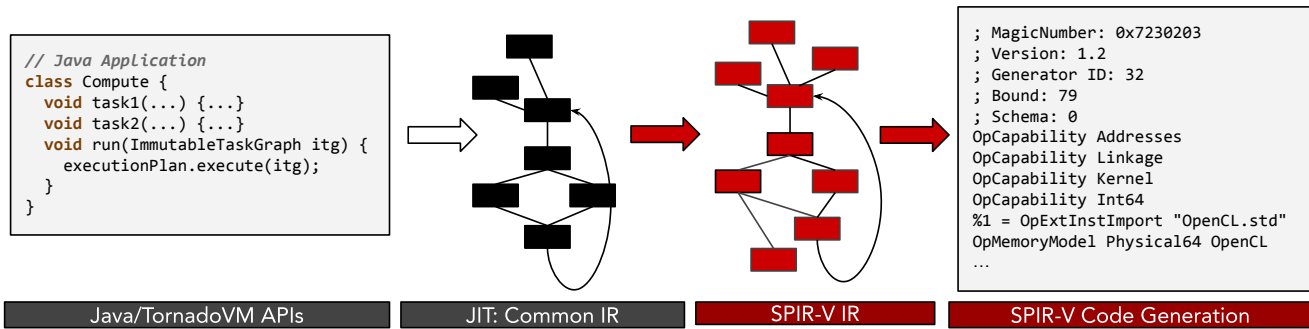 // Java Application
class Compute {
void task1(...) {...}
void task2(...) {...}
void run(ImmutableTaskGraph itg) {
executionPlan.execute(itg);
}
}
; MagicNumber: 0x7230203
; Version: 1.2
; Generator ID: 32
; Bound: 79
; Schema: 0
OpCapability Addresses
OpCapability Linkage
OpCapability Kernel
OpCapability Int64
%1 = OpExtInstImport "OpenCL.std"
OpMemoryModel Physical64 OpenCL
…
Java/TornadoVM APIs
JIT: Common IR
SPIR-V IR
SPIR-V Code Generation